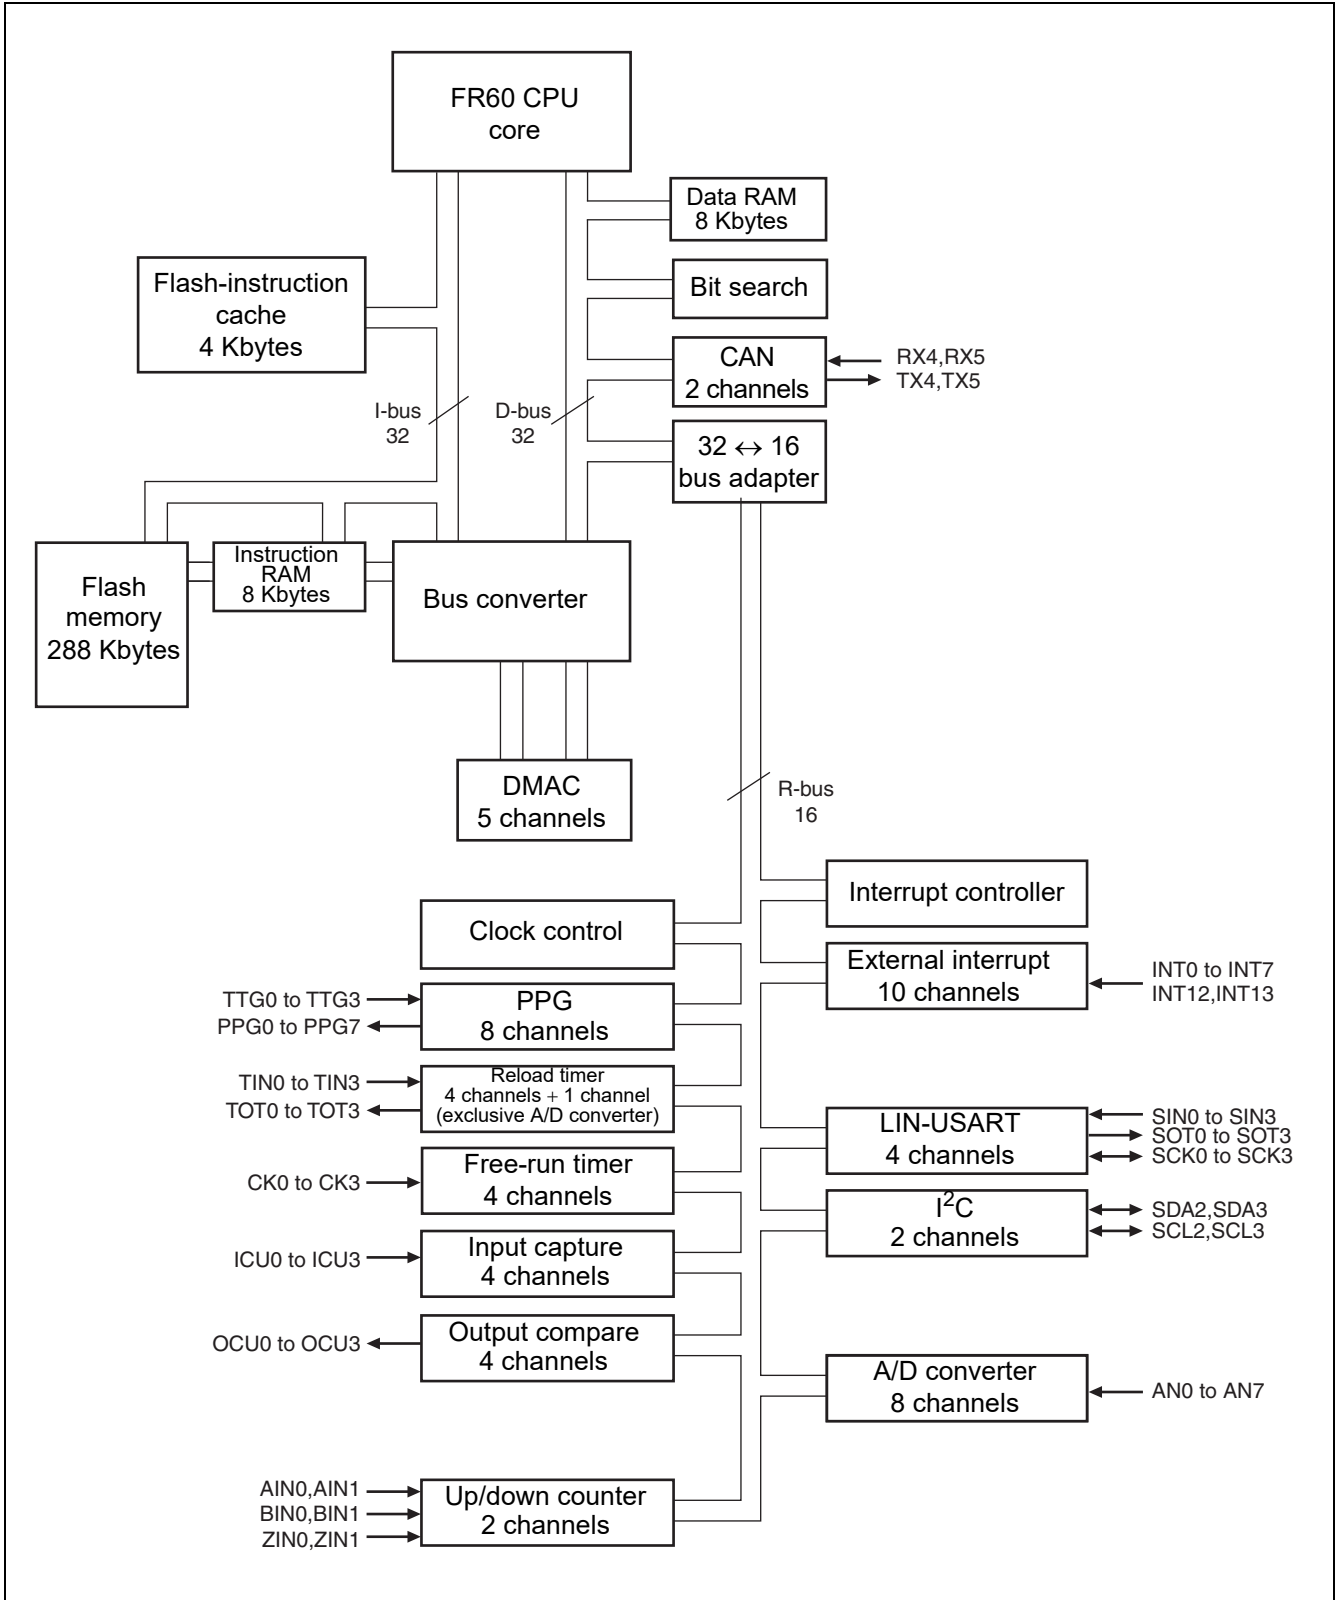 FR60 CPU
core
Data RAM
8 Kbytes
Flash-instruction
cache
4 Kbytes
Bit search
CAN
2 channels
RX4,RX5
TX4,TX5
I-bus
32
D-bus
32
32 ↔ 16
bus adapter
Flash
memory
288 Kbytes
Instruction
RAM
8 Kbytes
Bus converter
DMAC
5 channels
R-bus
16
Interrupt controller
Clock control
External interrupt
10 channels
INT0 to INT7
INT12,INT13
TTG0 to TTG3
PPG0 to PPG7
PPG
8 channels
TIN0 to TIN3
TOT0 to TOT3
Reload timer
4 channels + 1 channel
(exclusive A/D converter)
LIN-USART
4 channels
SIN0 to SIN3
SOT0 to SOT3
SCK0 to SCK3
CK0 to CK3
Free-run timer
4 channels
I²C
2 channels
SDA2,SDA3
SCL2,SCL3
ICU0 to ICU3
Input capture
4 channels
OCU0 to OCU3
Output compare
4 channels
A/D converter
8 channels
AN0 to AN7
AIN0,AIN1
BIN0,BIN1
ZIN0,ZIN1
Up/down counter
2 channels